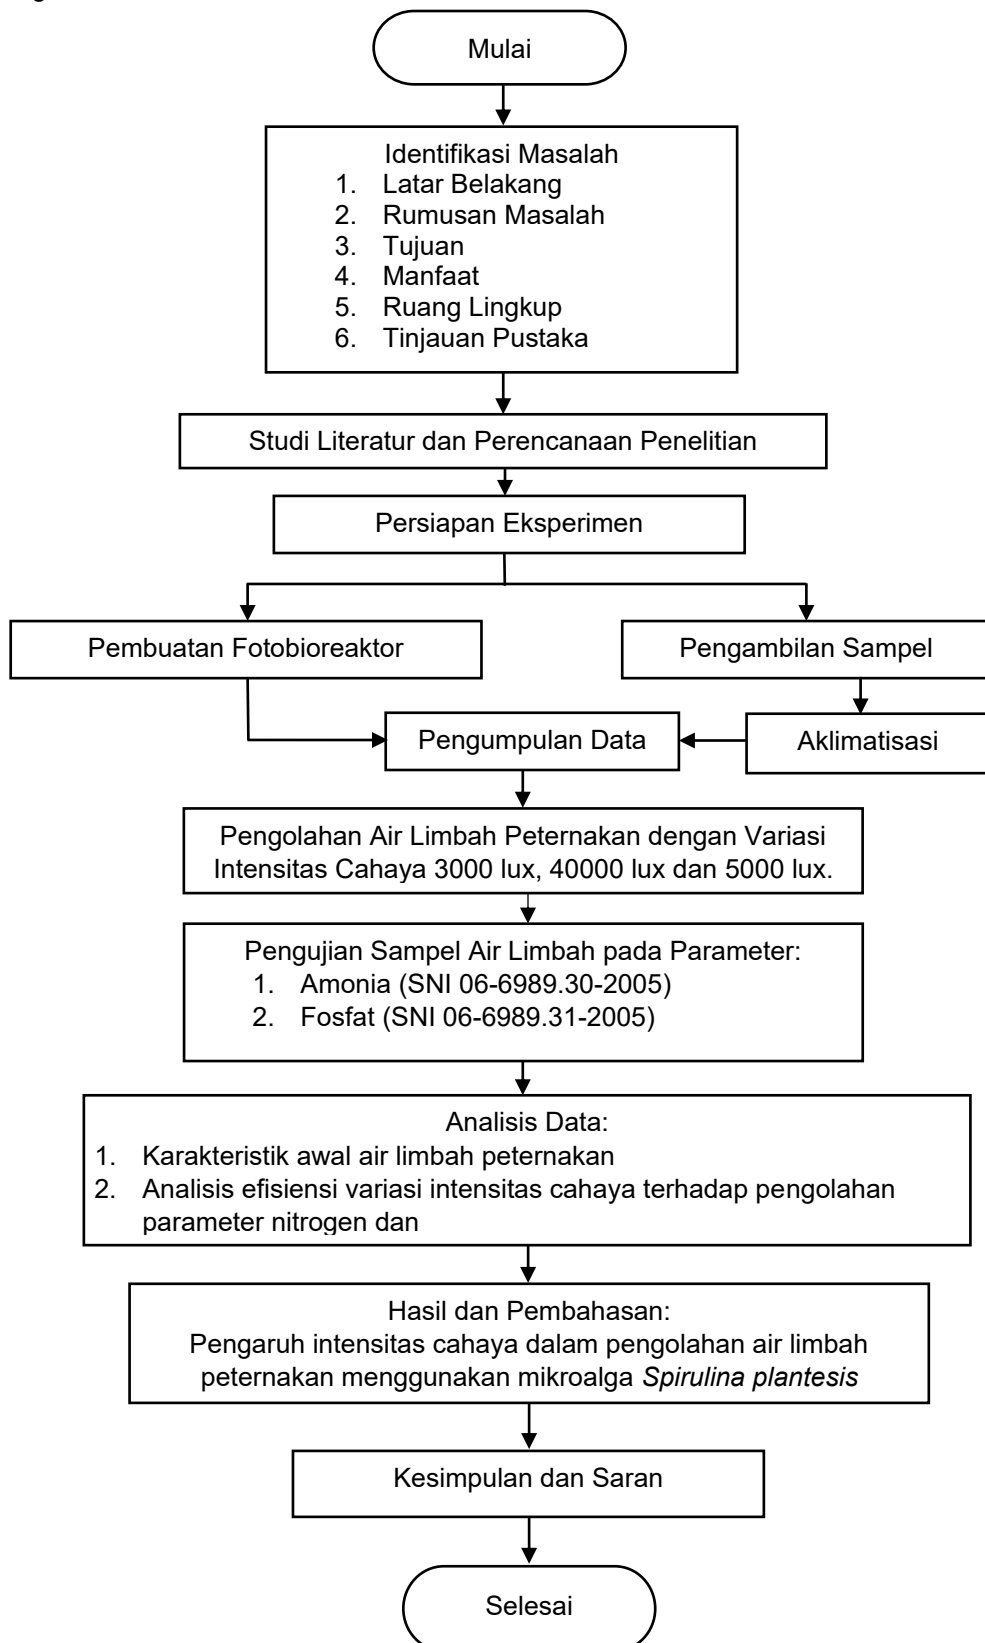 Mulai
Identifikasi Masalah
1. Latar Belakang
2. Rumusan Masalah
3. Tujuan
4. Manfaat
5. Ruang Lingkup
6. Tinjauan Pustaka
Studi Literatur dan Perencanaan Penelitian
Persiapan Eksperimen
Pembuatan Fotobioreaktor
Pengambilan Sampel
Pengumpulan Data
Aklimatisasi
Pengolahan Air Limbah Peternakan dengan Variasi
Intensitas Cahaya 3000 lux, 40000 lux dan 5000 lux.
Pengujian Sampel Air Limbah pada Parameter:
1. Amonia (SNI 06-6989.30-2005)
2. Fosfat (SNI 06-6989.31-2005)
Analisis Data:
1. Karakteristik awal air limbah peternakan
2. Analisis efisiensi variasi intensitas cahaya terhadap pengolahan
parameter nitrogen dan
Hasil dan Pembahasan:
Pengaruh intensitas cahaya dalam pengolahan air limbah
peternakan menggunakan mikroalga Spirulina plantesis
Kesimpulan dan Saran
Selesai